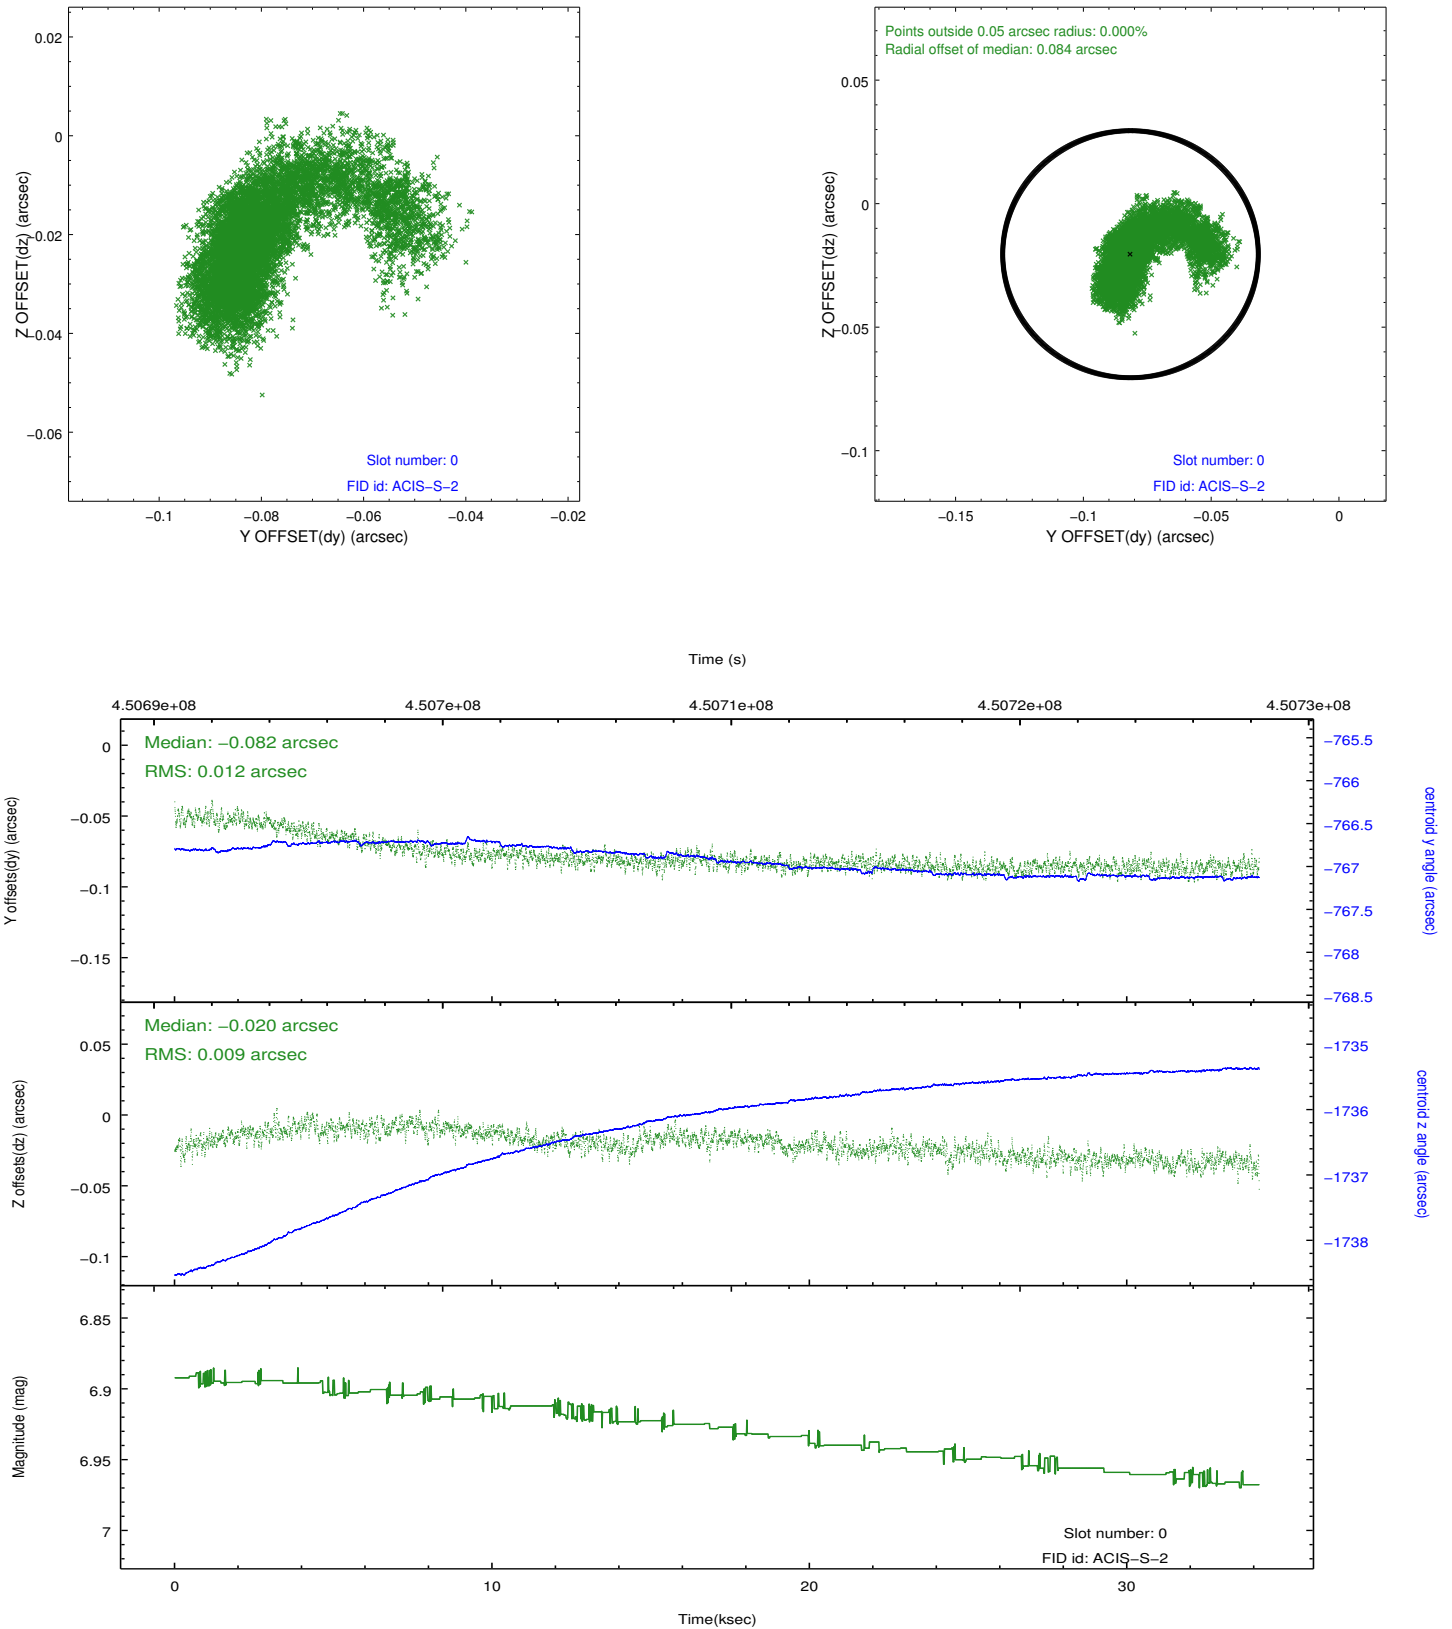 0.02
0
−0.02
−0.04
−0.06
Z OFFSET(dz) (arcsec)
Slot number: 0
FID id: ACIS−S−2
−0.1
−0.08
−0.06
−0.04
−0.02
Y OFFSET(dy) (arcsec)
Points outside 0.05 arcsec radius: 0.000%
Radial offset of median: 0.084 arcsec
0.05
0
−0.05
−0.1
Z OFFSET(dz) (arcsec)
Slot number: 0
FID id: ACIS−S−2
−0.15
−0.1
−0.05
0
Y OFFSET(dy) (arcsec)
Time (s)
4.5069e+08
4.507e+08
4.5071e+08
4.5072e+08
4.5073e+08
Median: −0.082 arcsec
RMS: 0.012 arcsec
0
−0.05
−0.1
−0.15
Y offsets(dy) (arcsec)
−765.5
−766
−766.5
−767
−767.5
−768
−768.5
centroid y angle (arcsec)
Median: −0.020 arcsec
RMS: 0.009 arcsec
0.05
0
−0.05
−0.1
Z offsets(dz) (arcsec)
−1735
−1736
−1737
−1738
centroid z angle (arcsec)
6.85
6.9
6.95
7
Magnitude (mag)
Slot number: 0
FID id: ACIS−S−2
0
10
20
30
Time(ksec)